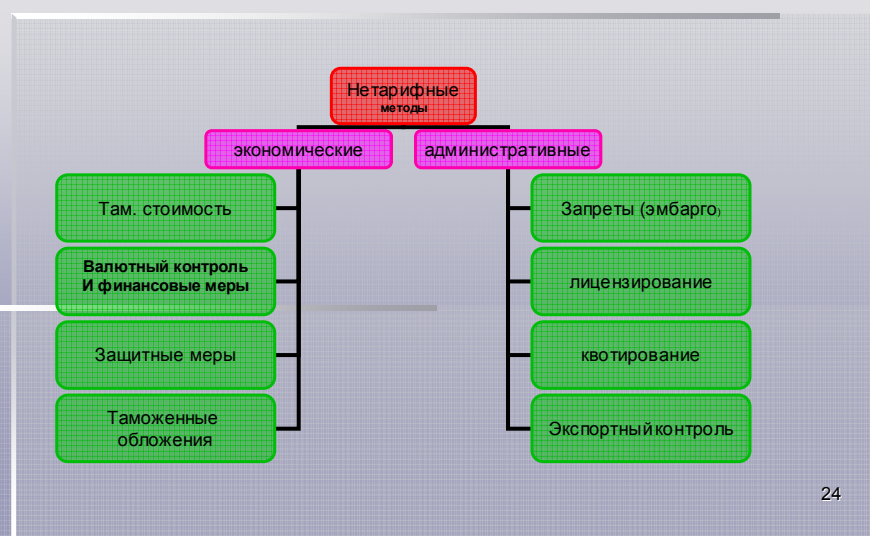 Нетарифные
методы
экономические
административные
Там. стоимость
Валютный контроль
И финансовые меры
Защитные меры
Таможенные
обложения
Запреты (эмбарго)
лицензирование
квотирование
Экспортный контроль
24